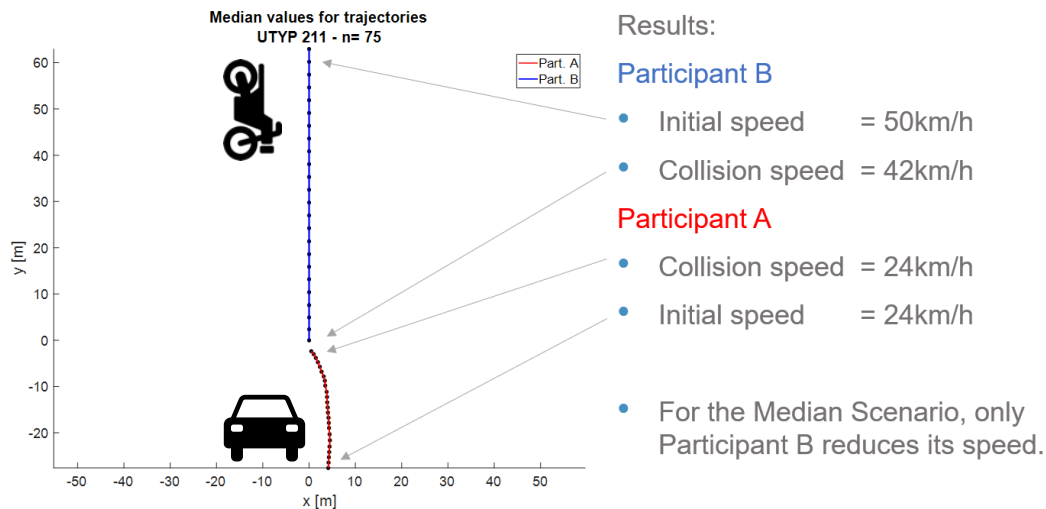 Median values for trajectories
UTYP 211 - n= 75
Part. A
Part. B
60
50
40
30
20
10
0
-10
-20
y [m]
-50
-40
-30
-20
-10
0
10
20
30
40
50
x [m]
Results:
Participant B
Initial speed = 50km/h
Collision speed = 42km/h
Participant A
Collision speed = 24km/h
Initial speed = 24km/h
For the Median Scenario, only
Participant B reduces its speed.